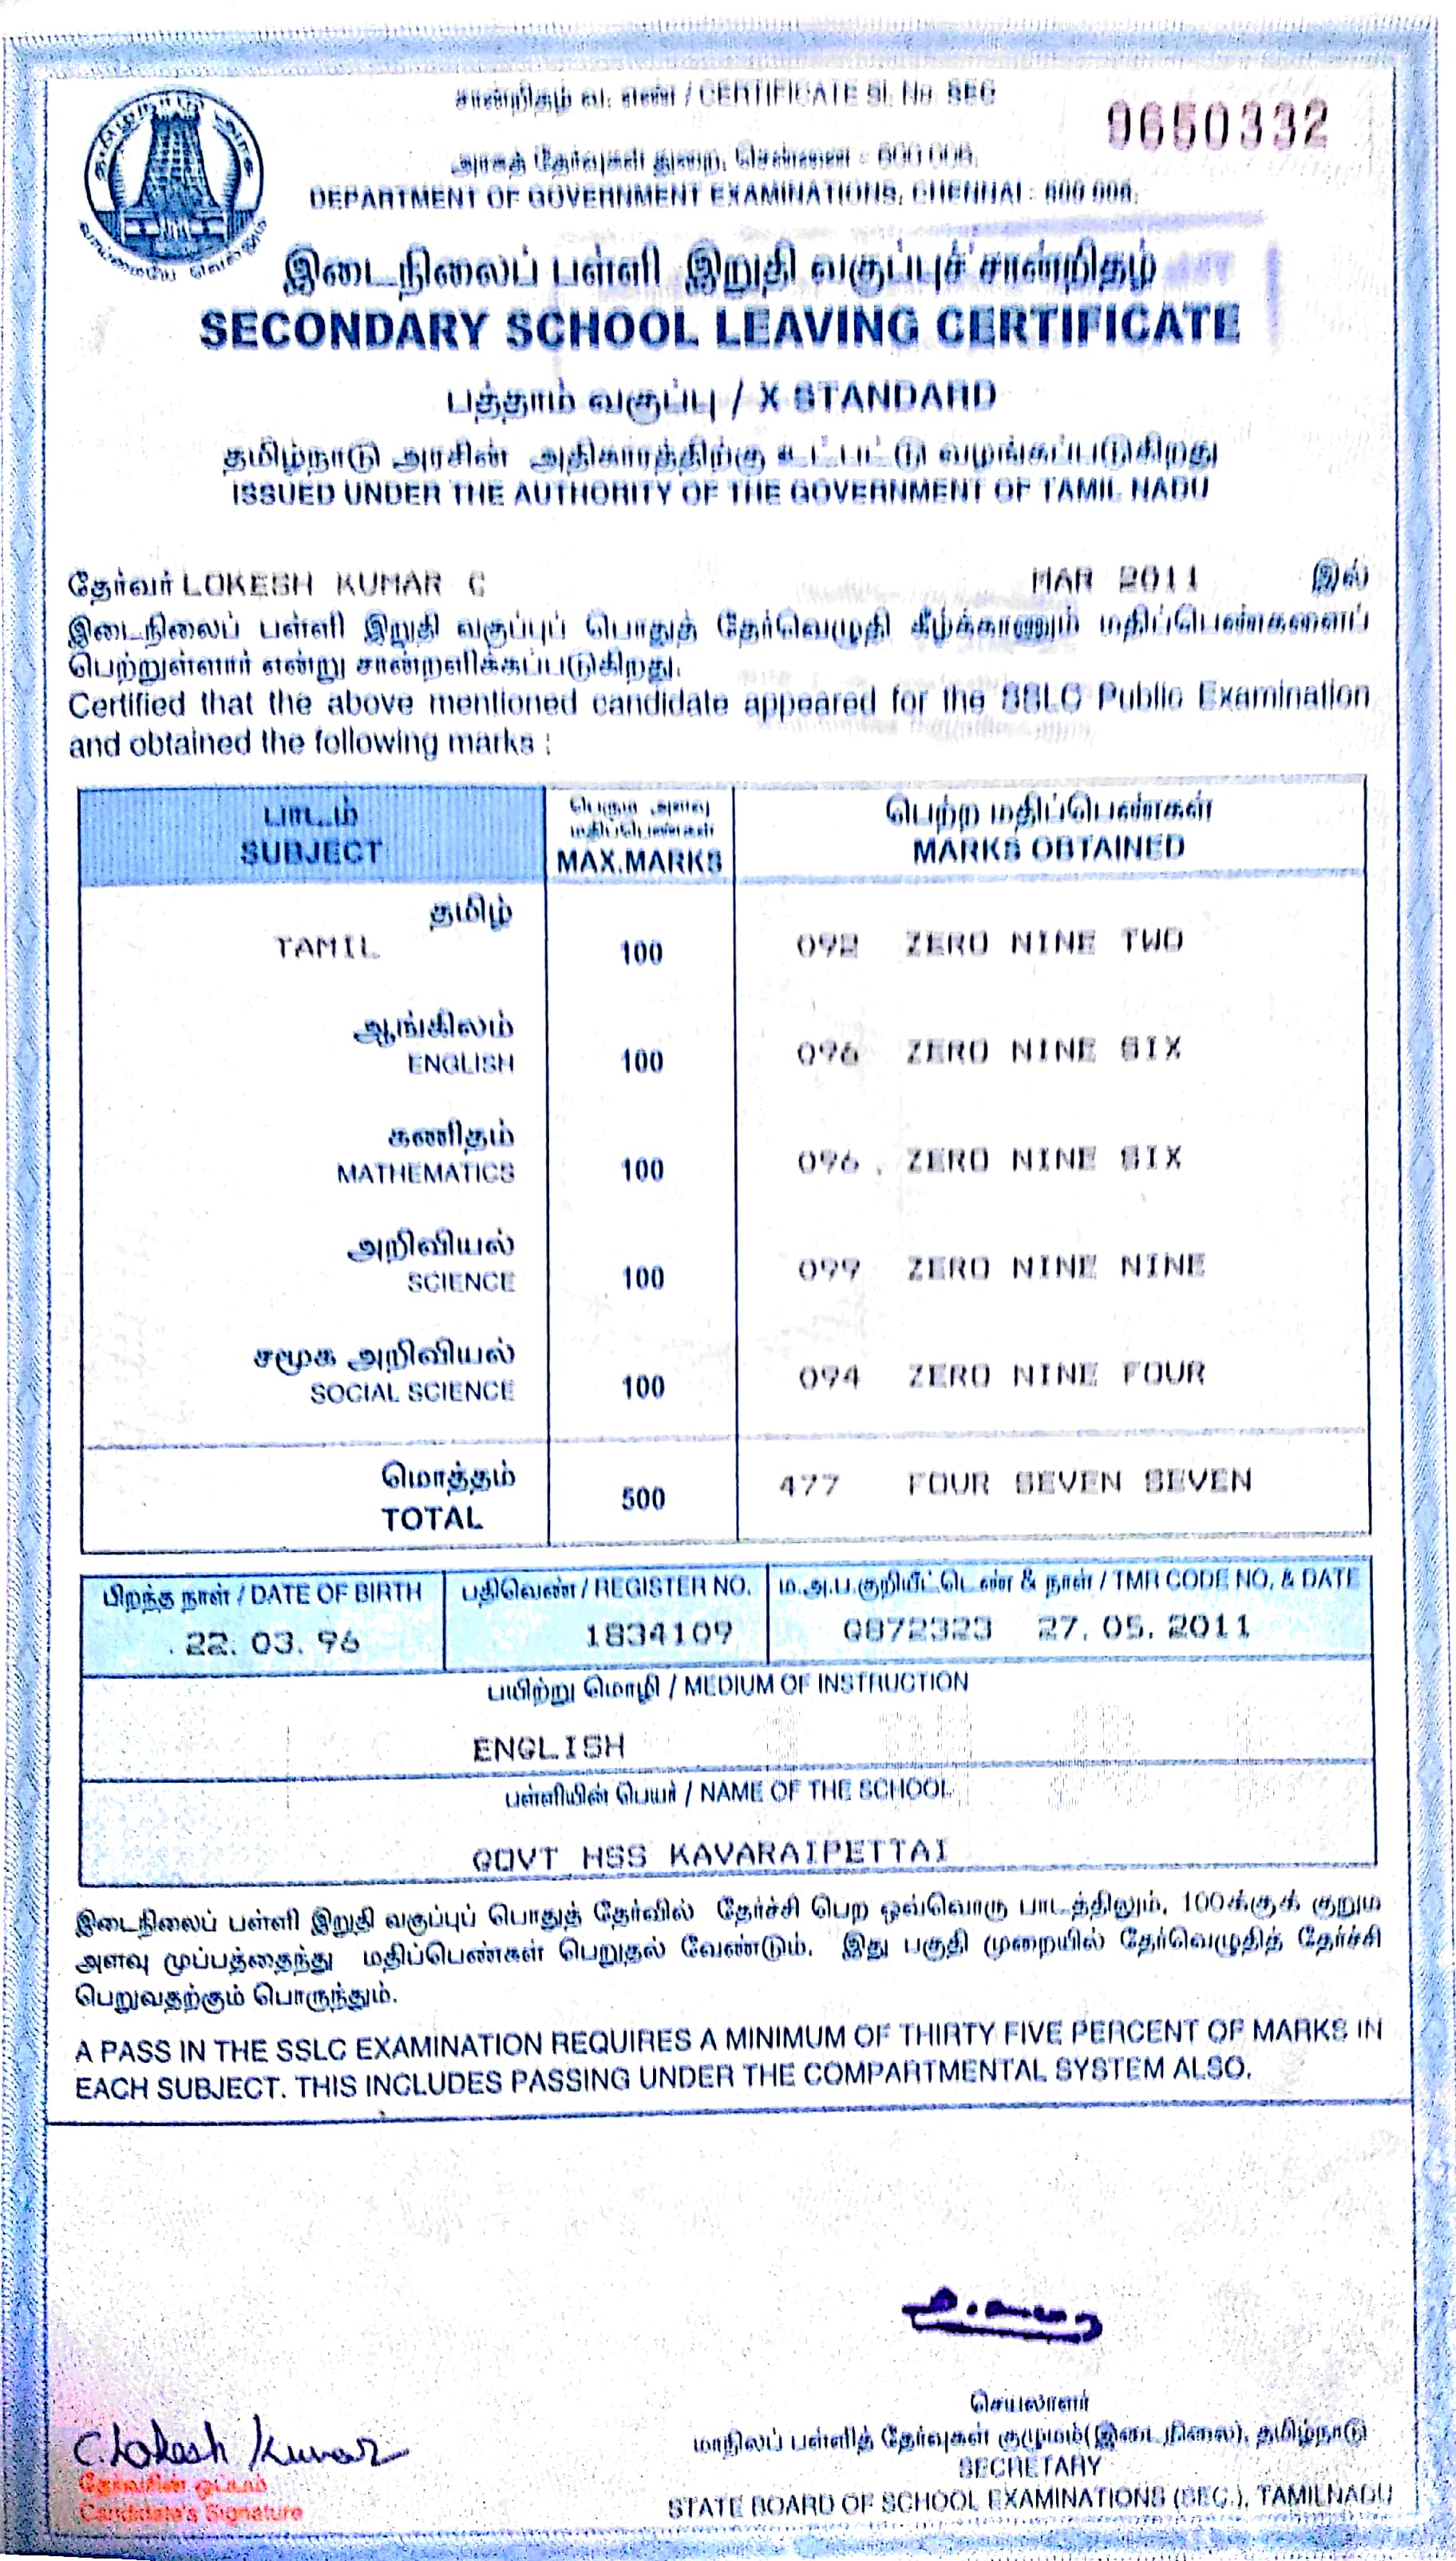 சான்றிதழ் வ. எண் / CERTIFICATE Sl. No. SEC
9650332
அரசுத் தேர்வுகள் துறை, சென்னை - 600 006.
DEPARTMENT OF GOVERNMENT EXAMINATIONS, CHENNAI - 600 006.
இடைநிலைப் பள்ளி இறுதி வகுப்புச் சான்றிதழ்
SECONDARY SCHOOL LEAVING CERTIFICATE
பத்தாம் வகுப்பு / X STANDARD
தமிழ்நாடு அரசின் அதிகாரத்திற்கு உட்பட்டு வழங்கப்படுகிறது
ISSUED UNDER THE AUTHORITY OF THE GOVERNMENT OF TAMIL NADU
தேர்வர் LOKESH KUMAR C MAR 2011 இல்
இடைநிலைப் பள்ளி இறுதி வகுப்புப் பொதுத் தேர்வெழுதி கீழ்க்காணும் மதிப்பெண்களைப்
பெற்றுள்ளார் என்று சான்றளிக்கப்படுகிறது.
Certified that the above mentioned candidate appeared for the SSLC Public Examination
and obtained the following marks :
பாடம் பெரும அளவு மதிப்பெண்கள் பெற்ற மதிப்பெண்கள்
SUBJECT MAX.MARKS MARKS OBTAINED
தமிழ்
TAMIL 100 092 ZERO NINE TWO
ஆங்கிலம்
ENGLISH 100 096 ZERO NINE SIX
கணிதம்
MATHEMATICS 100 096 ZERO NINE SIX
அறிவியல்
SCIENCE 100 099 ZERO NINE NINE
சமூக அறிவியல்
SOCIAL SCIENCE 100 094 ZERO NINE FOUR
மொத்தம்
TOTAL 500 477 FOUR SEVEN SEVEN
பிறந்த நாள் / DATE OF BIRTH பதிவெண் / REGISTER NO. ம.அ.ப.குறியீட்டெண் & நாள் / TMR CODE NO. & DATE
22. 03. 96 1834109 G872323 27. 05. 2011
பயிற்று மொழி / MEDIUM OF INSTRUCTION
ENGLISH
பள்ளியின் பெயர் / NAME OF THE SCHOOL
GOVT HSS KAVARAIPETTAI
இடைநிலைப் பள்ளி இறுதி வகுப்புப் பொதுத் தேர்வில் தேர்ச்சி பெற ஒவ்வொரு பாடத்திலும், 100க்குக் குறும
அளவு முப்பத்தைந்து மதிப்பெண்கள் பெறுதல் வேண்டும். இது பகுதி முறையில் தேர்வெழுதித் தேர்ச்சி
பெறுவதற்கும் பொருந்தும்.
A PASS IN THE SSLC EXAMINATION REQUIRES A MINIMUM OF THIRTY FIVE PERCENT OF MARKS IN
EACH SUBJECT. THIS INCLUDES PASSING UNDER THE COMPARTMENTAL SYSTEM ALSO.
C. Lokesh Kumar
தேர்வரின் ஒப்பம்
Candidate's Signature
செயலாளர்
மாநிலப் பள்ளித் தேர்வுகள் குழுமம்(இடைநிலை), தமிழ்நாடு
SECRETARY
STATE BOARD OF SCHOOL EXAMINATIONS (SEC.), TAMILNADU